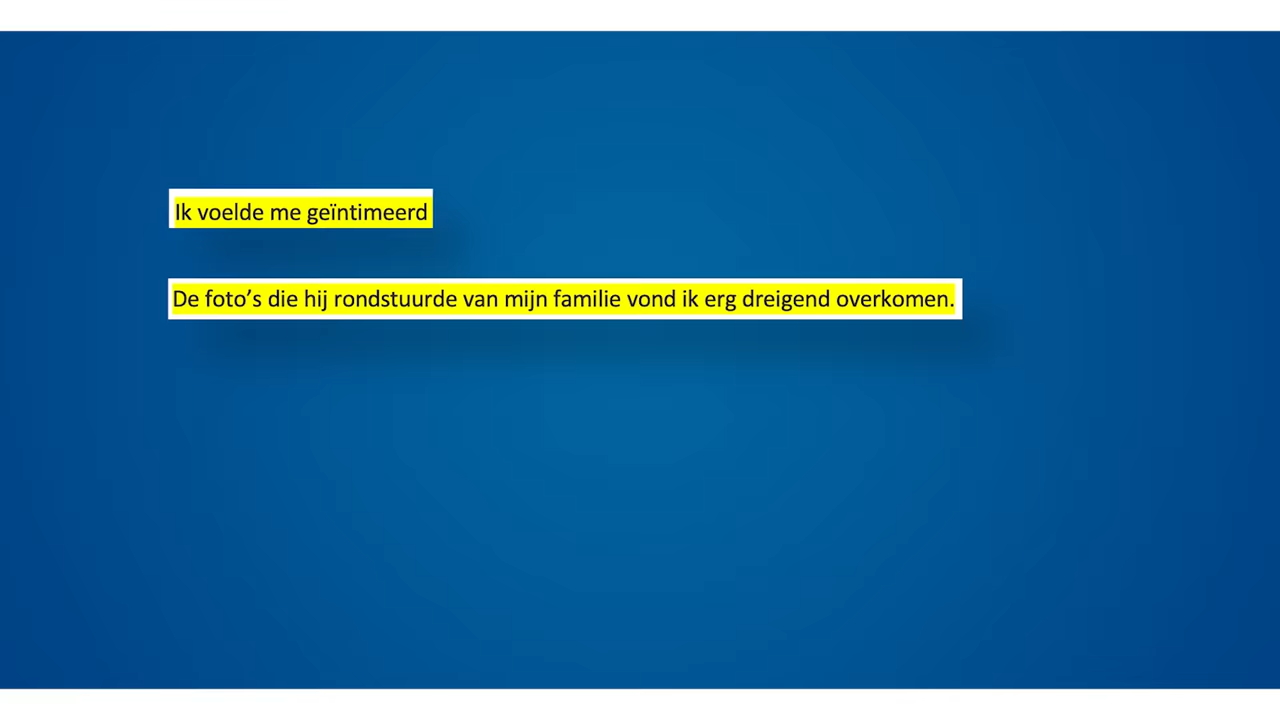 Ik voelde me geïntimeerd
De foto’s die hij rondstuurde van mijn familie vond ik erg dreigend overkomen.